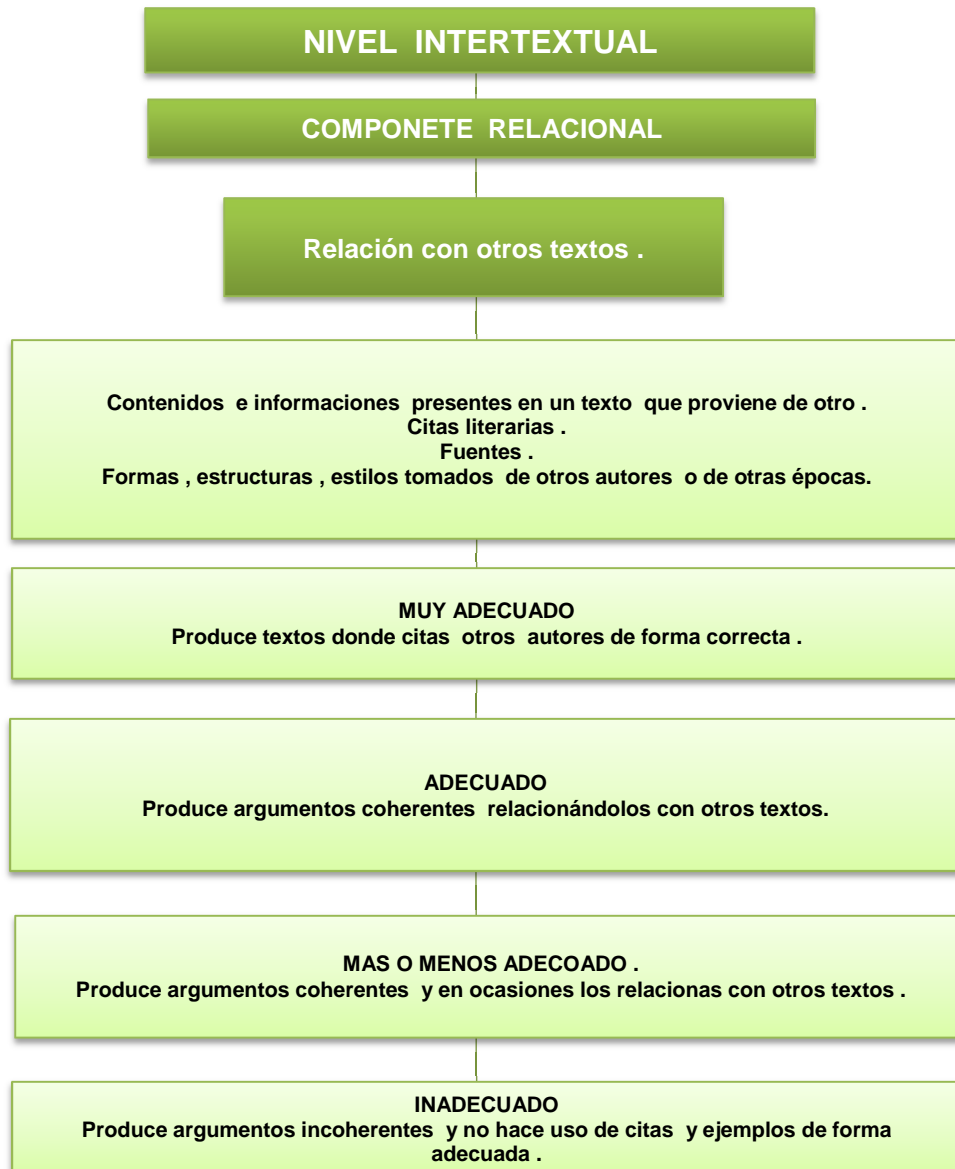 NIVEL INTERTEXTUAL
COMPONETE RELACIONAL
Relación con otros textos .
Contenidos e informaciones presentes en un texto que proviene de otro .
Citas literarias .
Fuentes .
Formas , estructuras , estilos tomados de otros autores o de otras épocas.
MUY ADECUADO
Produce textos donde citas otros autores de forma correcta .
ADECUADO
Produce argumentos coherentes relacionándolos con otros textos.
MAS O MENOS ADECOADO .
Produce argumentos coherentes y en ocasiones los relacionas con otros textos .
INADECUADO
Produce argumentos incoherentes y no hace uso de citas y ejemplos de forma
adecuada .